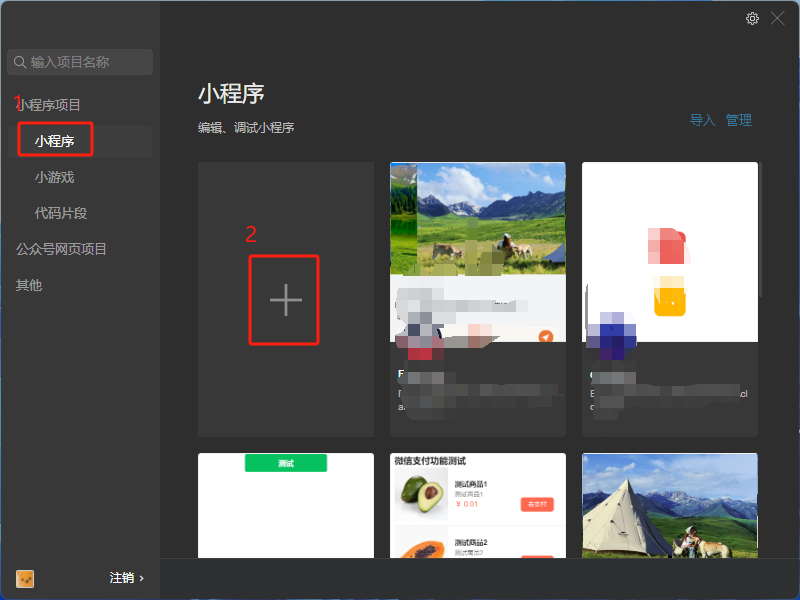 输入项目名称
1
小程序项目
小程序
小游戏
代码片段
公众号网页项目
其他
注销
小程序
编辑、调试小程序
导入 管理
2
测试
微信支付功能测试
测试商品1
测试商品1
¥ 0.01
去支付
测试商品2
测试商品2